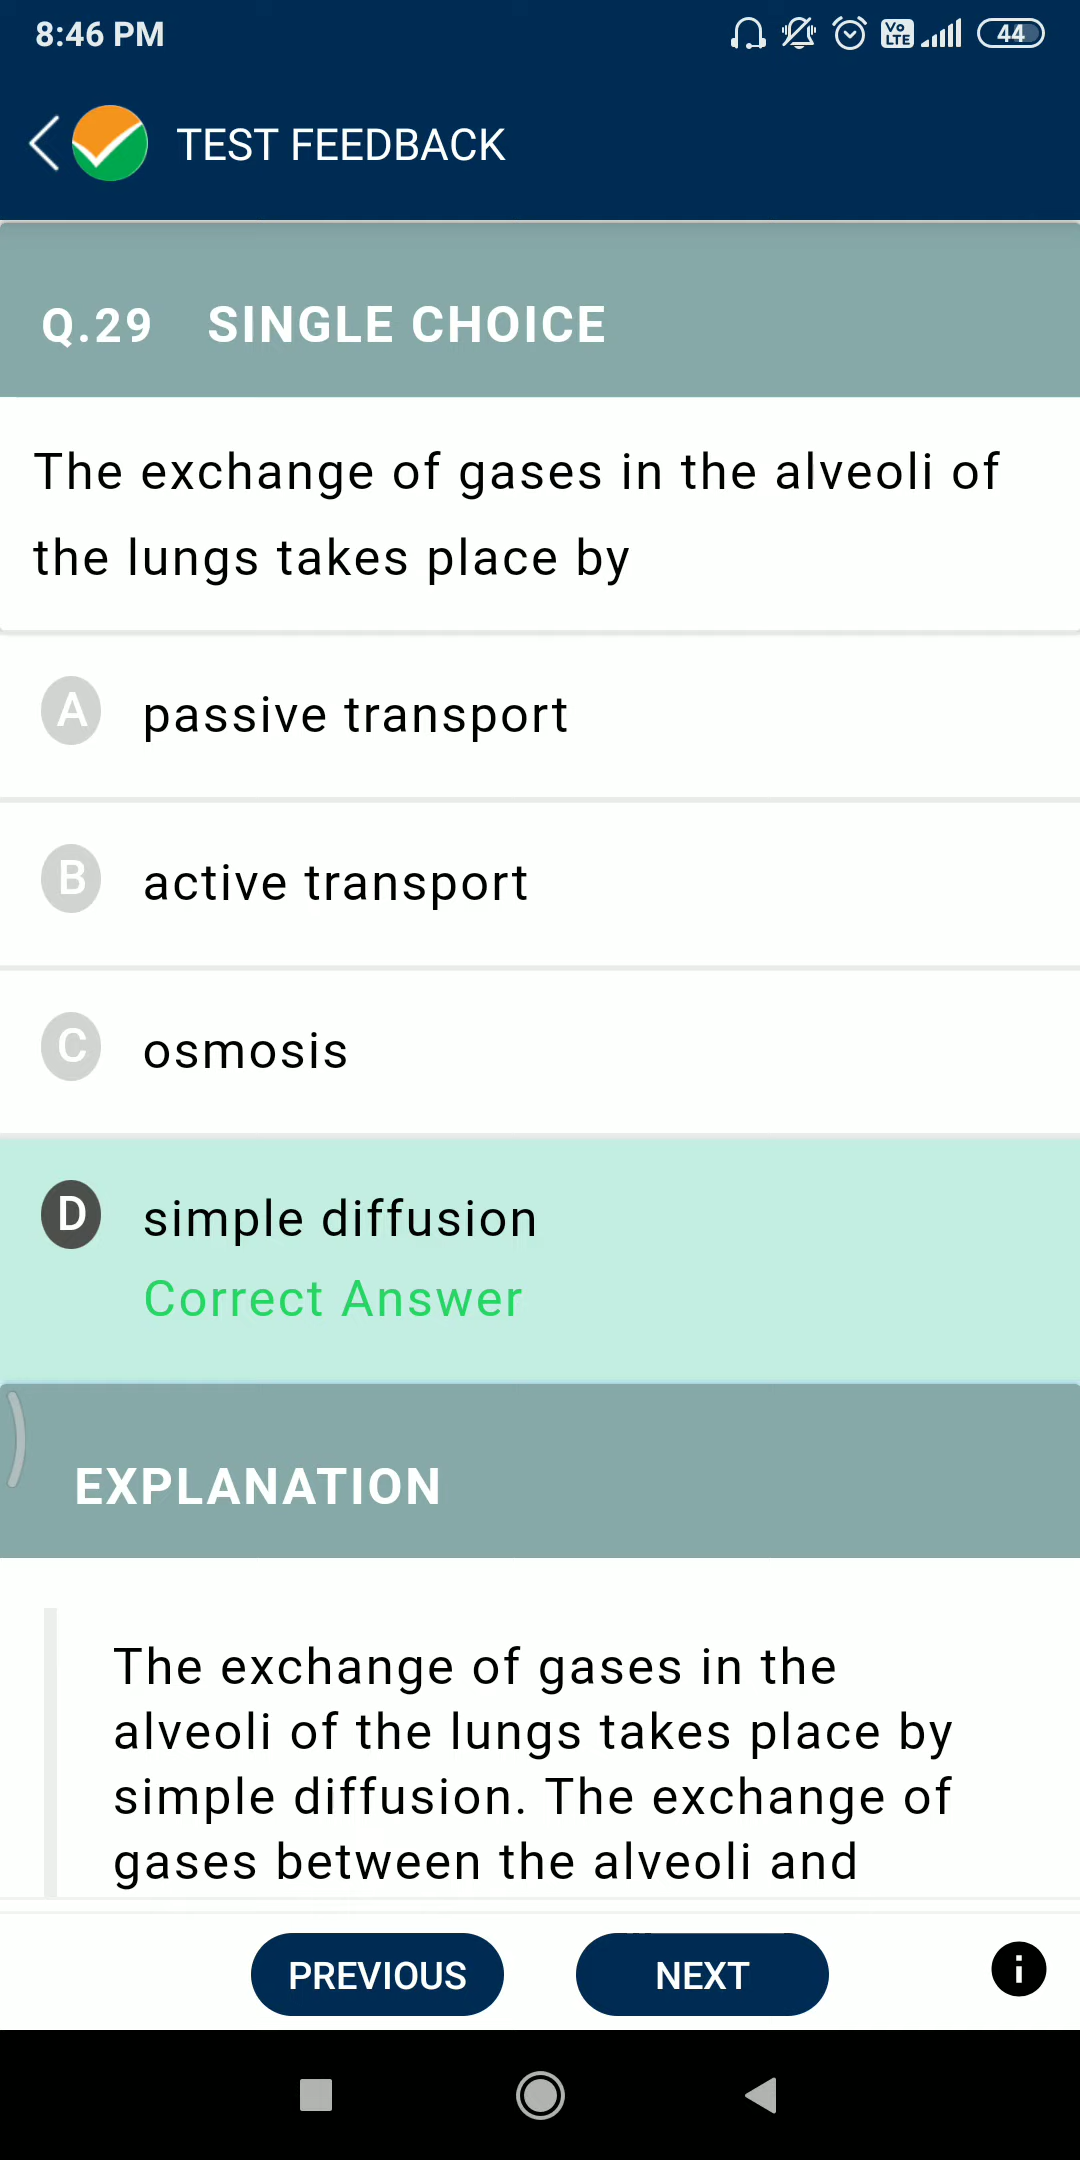 8:46 PM
Vo LTE
44
TEST FEEDBACK
Q.29 SINGLE CHOICE
The exchange of gases in the alveoli of
the lungs takes place by
A passive transport
B active transport
C osmosis
D simple diffusion
Correct Answer
EXPLANATION
The exchange of gases in the
alveoli of the lungs takes place by
simple diffusion. The exchange of
gases between the alveoli and
PREVIOUS NEXT i